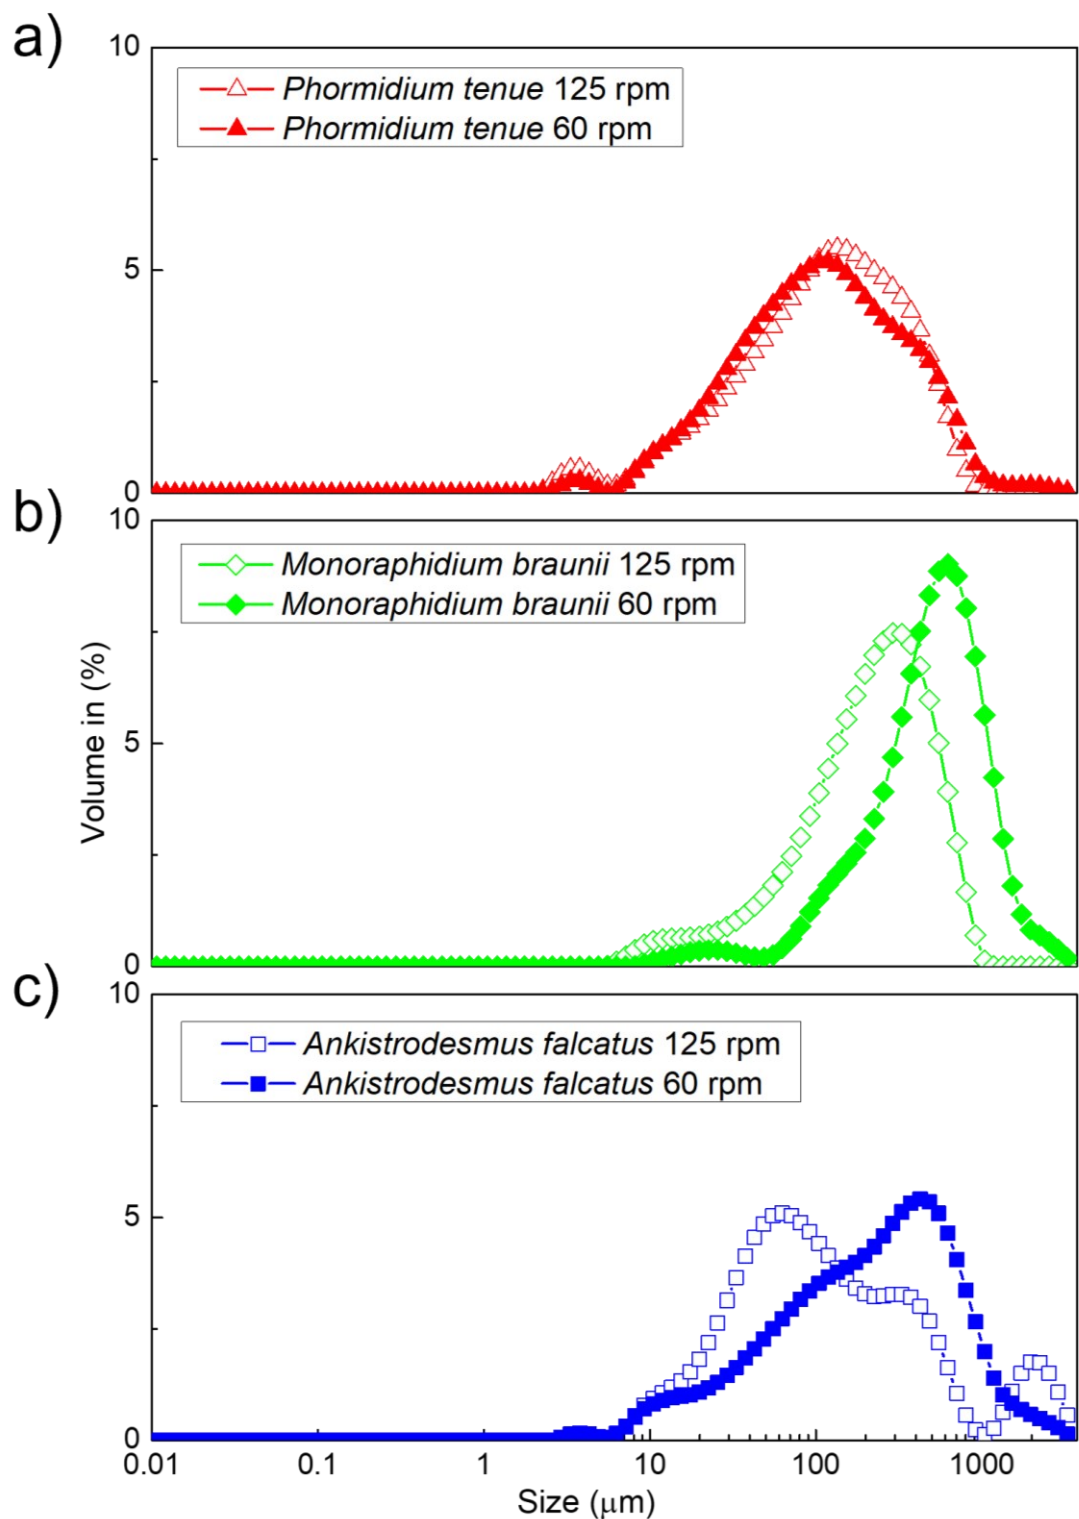 a)
10
Phormidium tenue 125 rpm
Phormidium tenue 60 rpm
5
0
b)
10
Monoraphidium braunii 125 rpm
Monoraphidium braunii 60 rpm
Volume in (%)
5
0
c)
10
Ankistrodesmus falcatus 125 rpm
Ankistrodesmus falcatus 60 rpm
5
0
0.01 0.1 1 10 100 1000
Size (μm)